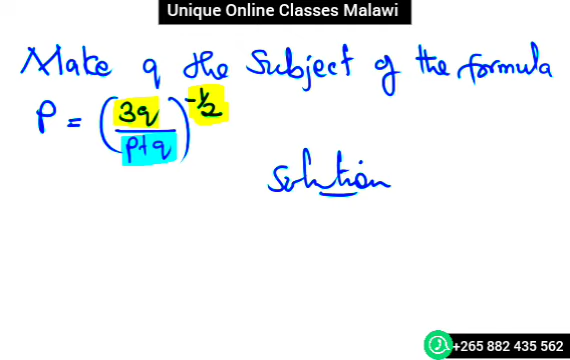 Unique Online Classes Malawi
Make q the Subject of the formula
P = (3q / p+q)^-1/2
solution
+265 882 435 562